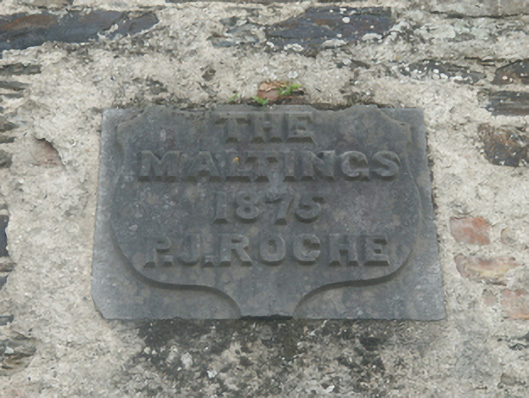 THE
MALTINGS
1875
P.J. ROCHE